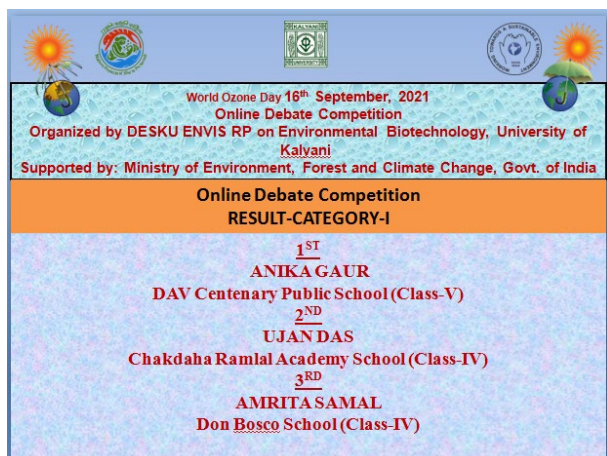 KALYANI
UNIVERSITY
World Ozone Day 16th September, 2021
Online Debate Competition
Organized by DESKU ENVIS RP on Environmental Biotechnology, University of
Kalyani
Supported by: Ministry of Environment, Forest and Climate Change, Govt. of India
Online Debate Competition
RESULT-CATEGORY-I
1ST
ANIKA GAUR
DAV Centenary Public School (Class-V)
2ND
UJAN DAS
Chakdaha Ramlal Academy School (Class-IV)
3RD
AMRITA SAMAL
Don Bosco School (Class-IV)